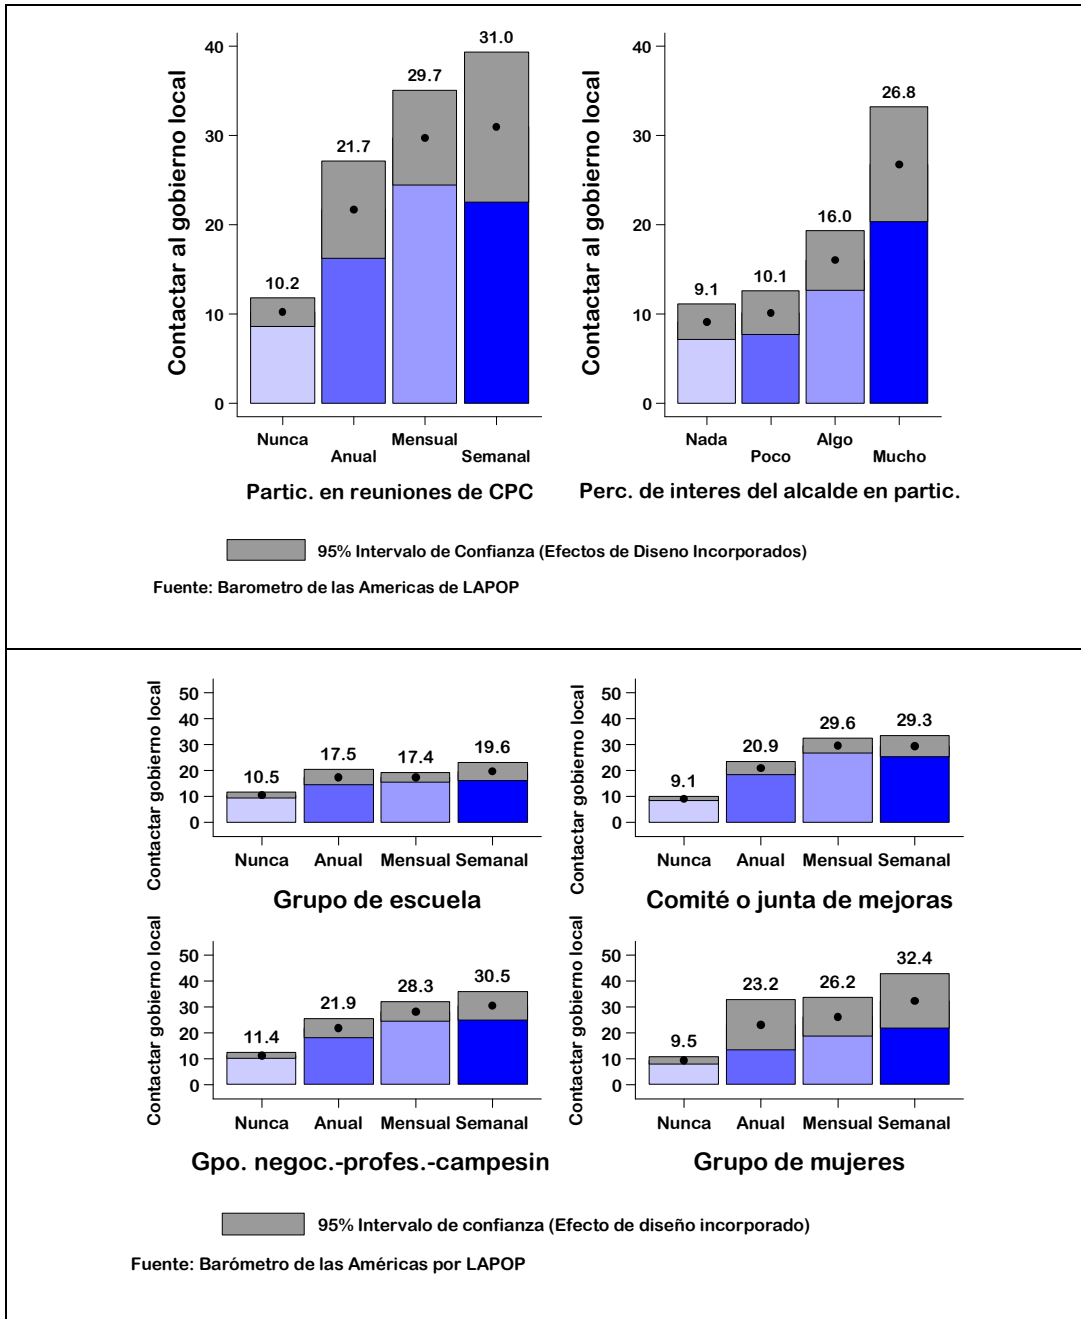 Contactar al gobierno local
40
30
20
10
0
10.2
21.7
29.7
31.0
Nunca
Anual
Mensual
Semanal
Partic. en reuniones de CPC
Contactar al gobierno local
40
30
20
10
0
9.1
10.1
16.0
26.8
Nada
Poco
Algo
Mucho
Perc. de interes del alcalde en partic.
95% Intervalo de Confianza (Efectos de Diseno Incorporados)
Fuente: Barometro de las Americas de LAPOP
Contactar gobierno local
50
40
30
20
10
0
10.5
17.5
17.4
19.6
Nunca Anual Mensual Semanal
Grupo de escuela
Contactar gobierno local
50
40
30
20
10
0
9.1
20.9
29.6
29.3
Nunca Anual Mensual Semanal
Comité o junta de mejoras
Contactar gobierno local
50
40
30
20
10
0
11.4
21.9
28.3
30.5
Nunca Anual Mensual Semanal
Gpo. negoc.-profes.-campesin
Contactar gobierno local
50
40
30
20
10
0
9.5
23.2
26.2
32.4
Nunca Anual Mensual Semanal
Grupo de mujeres
95% Intervalo de confianza (Efecto de diseño incorporado)
Fuente: Barómetro de las Américas por LAPOP